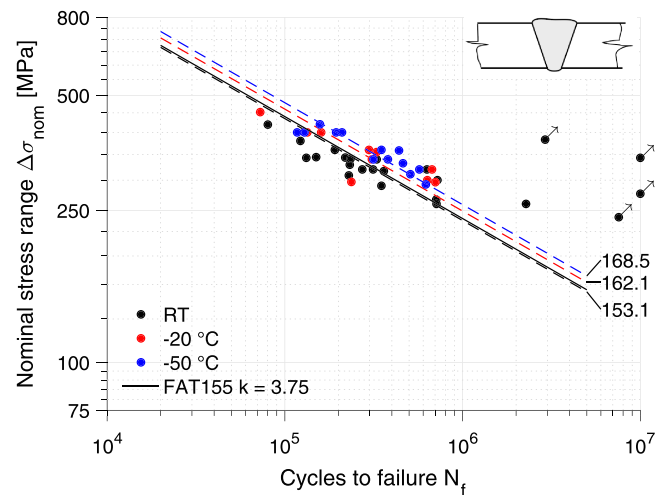 Nominal stress range Δσnom [MPa]
800
500
250
100
75
168.5
162.1
153.1
RT
-20 °C
-50 °C
FAT155 k = 3.75
10^4
10^5
10^6
10^7
Cycles to failure Nf